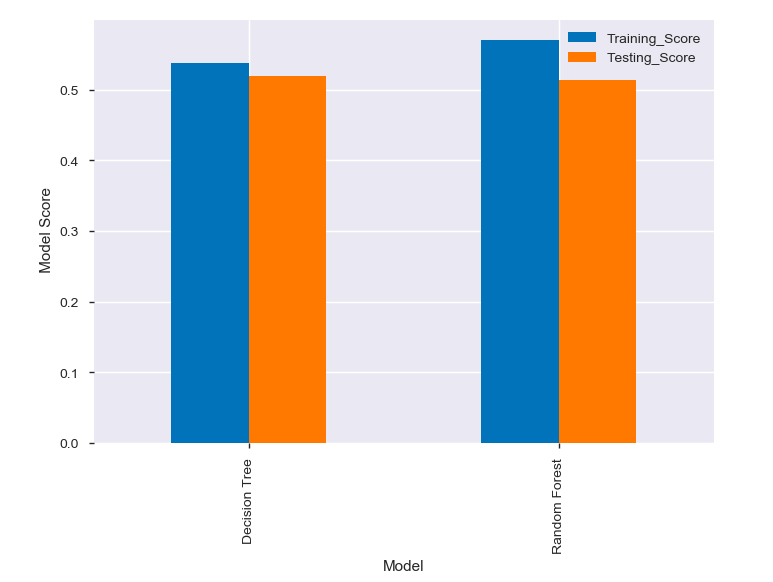 Training_Score
Testing_Score
Model Score
0.5
0.4
0.3
0.2
0.1
0.0
Decision Tree
Random Forest
Model